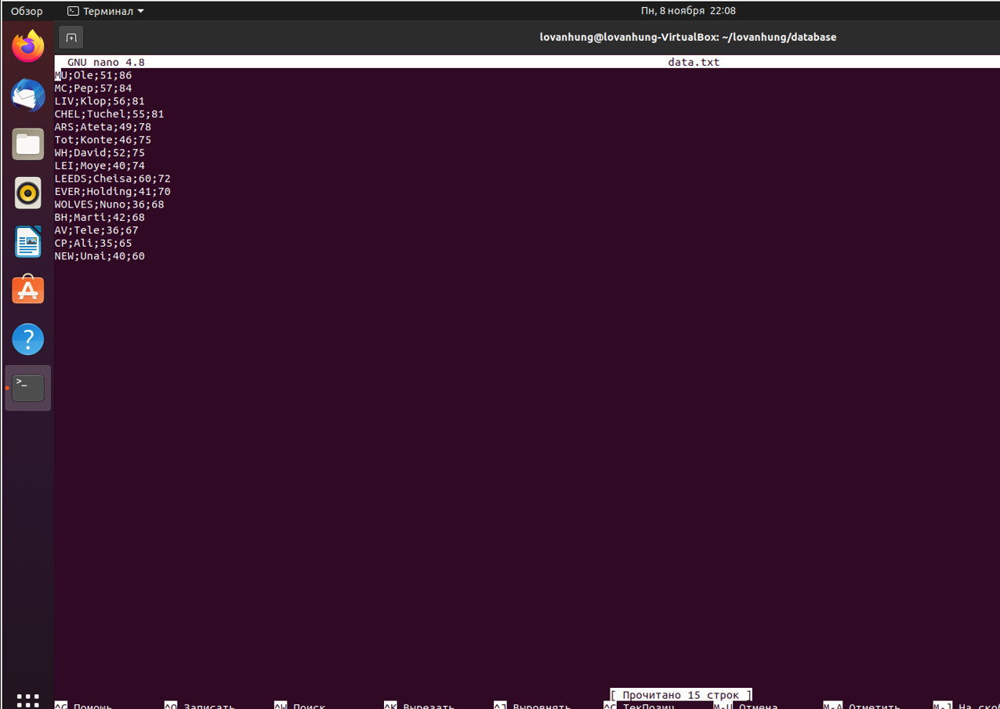 Обзор Терминал Пн, 8 ноября 22:08
lovanhung@lovanhung-VirtualBox: ~/lovanhung/database
GNU nano 4.8 data.txt
MU;Ole;51;86
MC;Pep;57;84
LIV;Klop;56;81
CHEL;Tuchel;55;81
ARS;Ateta;49;78
Tot;Konte;46;75
WH;David;52;75
LEI;Moye;40;74
LEEDS;Cheisa;60;72
EVER;Holding;41;70
WOLVES;Nuno;36;68
BH;Marti;42;68
AV;Tele;36;67
CP;Ali;35;65
NEW;Unai;40;60
[ Прочитано 15 строк ]
^G Помощь ^O Записать ^W Поиск ^K Вырезать ^J Выровнять ^C ТекПозиц M-U Отмена M-A Отметить M-] На скоб